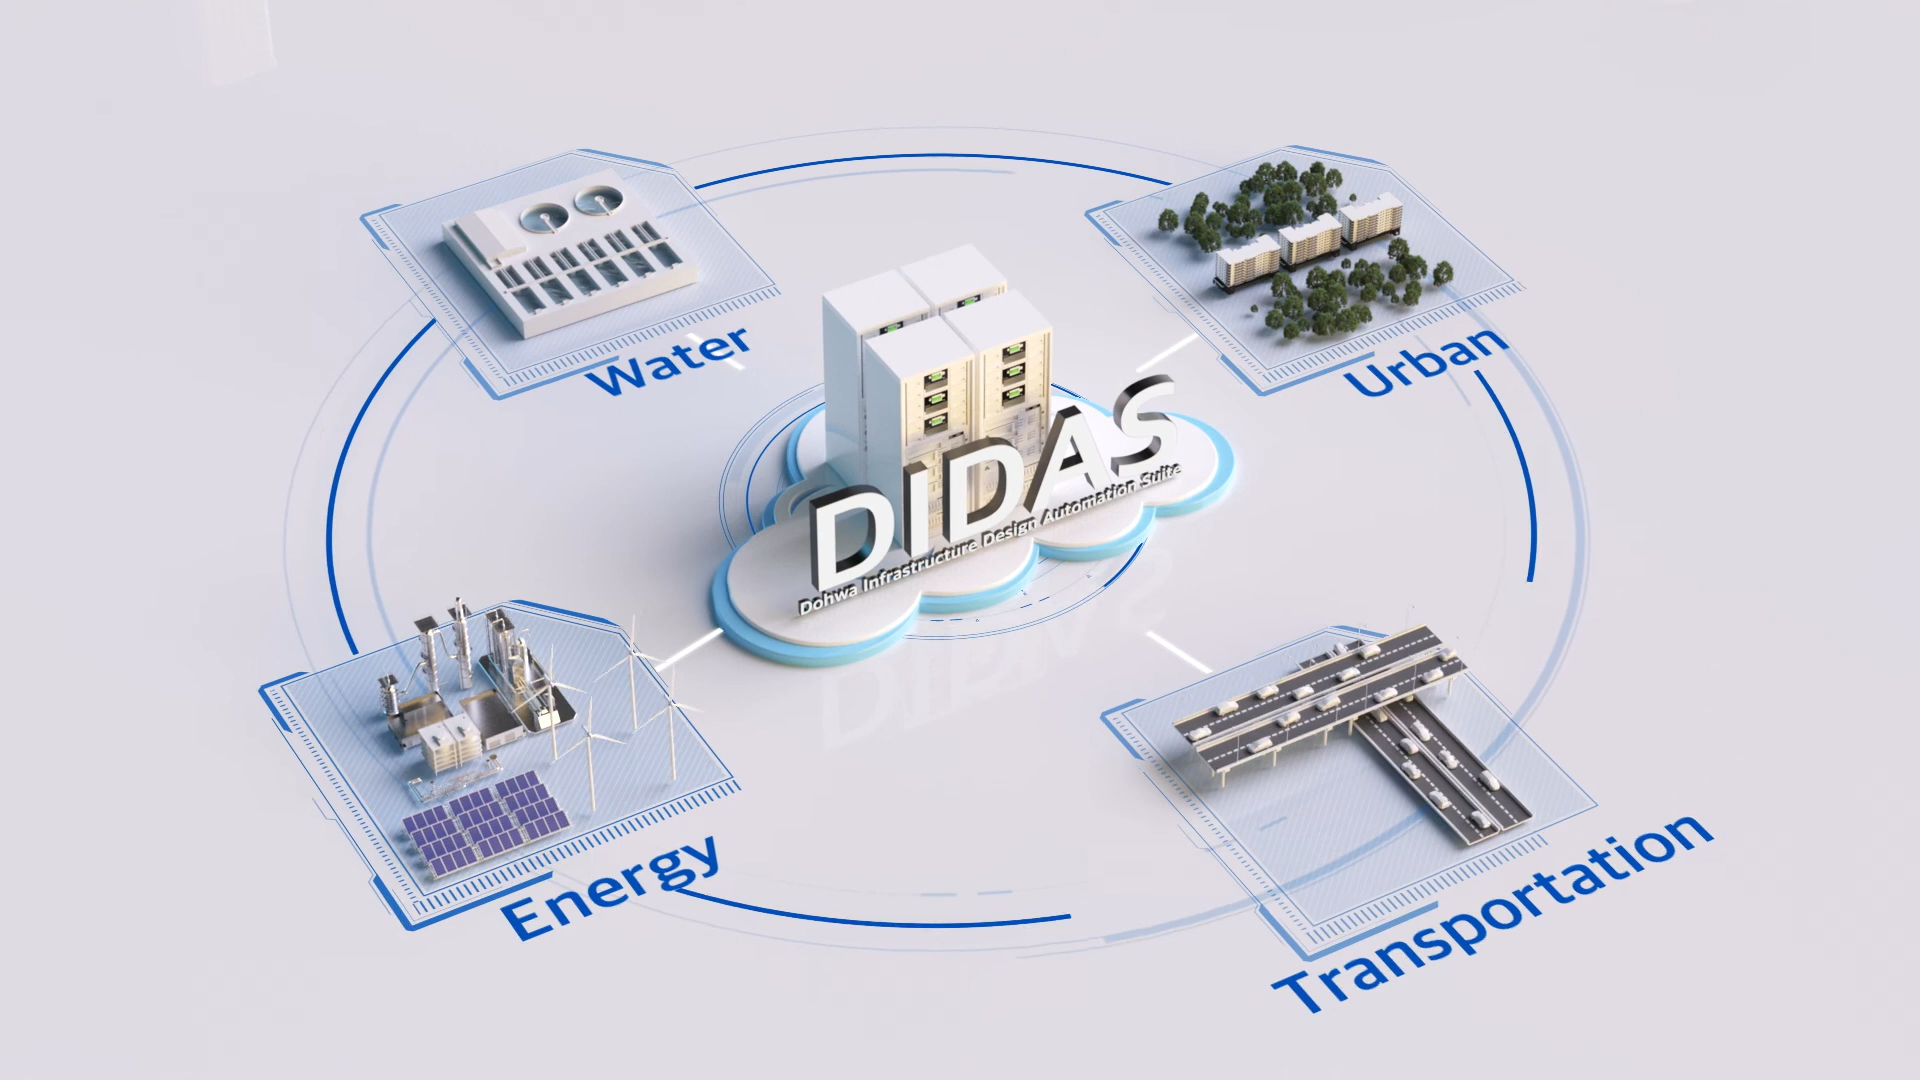 Water
Urban
DIDAS
Dohwa Infrastructure Design Automation Suite
Energy
Transportation